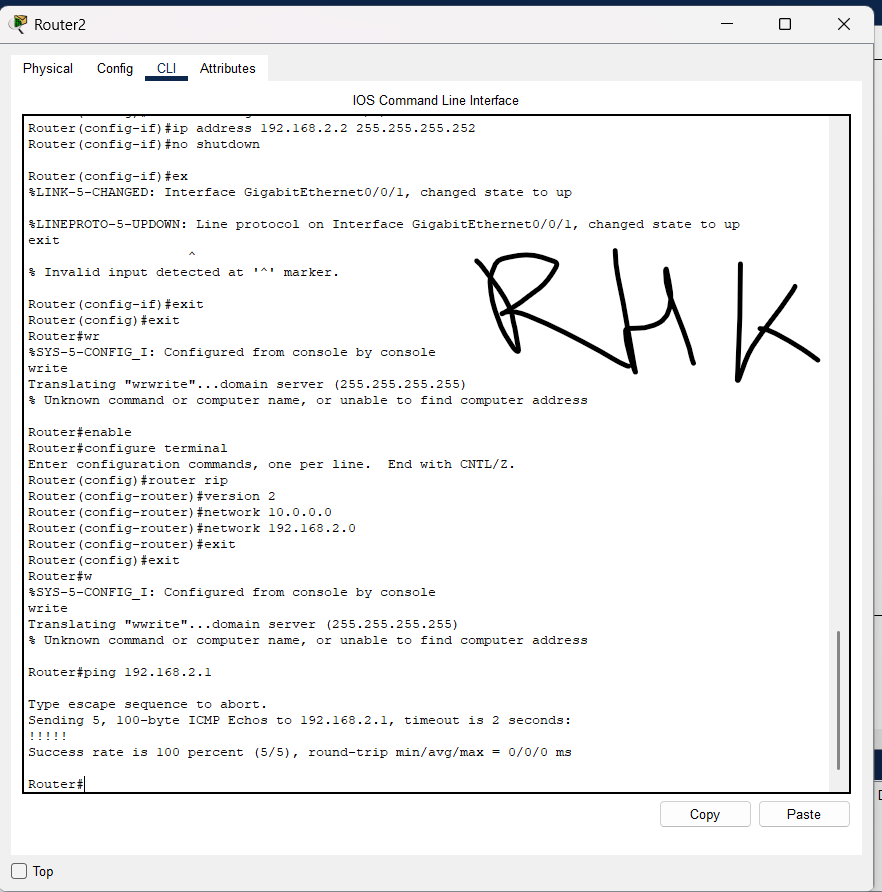 Router2
Physical Config CLI Attributes
IOS Command Line Interface
Router(config-if)#ip address 192.168.2.2 255.255.255.252
Router(config-if)#no shutdown
Router(config-if)#ex
%LINK-5-CHANGED: Interface GigabitEthernet0/0/1, changed state to up
%LINEPROTO-5-UPDOWN: Line protocol on Interface GigabitEthernet0/0/1, changed state to up
exit
^
% Invalid input detected at '^' marker.
Router(config-if)#exit
Router(config)#exit
Router#wr
%SYS-5-CONFIG_I: Configured from console by console
write
Translating "wrwrite"...domain server (255.255.255.255)
% Unknown command or computer name, or unable to find computer address
Router#enable
Router#configure terminal
Enter configuration commands, one per line. End with CNTL/Z.
Router(config)#router rip
Router(config-router)#version 2
Router(config-router)#network 10.0.0.0
Router(config-router)#network 192.168.2.0
Router(config-router)#exit
Router(config)#exit
Router#w
%SYS-5-CONFIG_I: Configured from console by console
write
Translating "wwrite"...domain server (255.255.255.255)
% Unknown command or computer name, or unable to find computer address
Router#ping 192.168.2.1
Type escape sequence to abort.
Sending 5, 100-byte ICMP Echos to 192.168.2.1, timeout is 2 seconds:
!!!!!
Success rate is 100 percent (5/5), round-trip min/avg/max = 0/0/0 ms
Router#
RHK
Copy Paste
Top